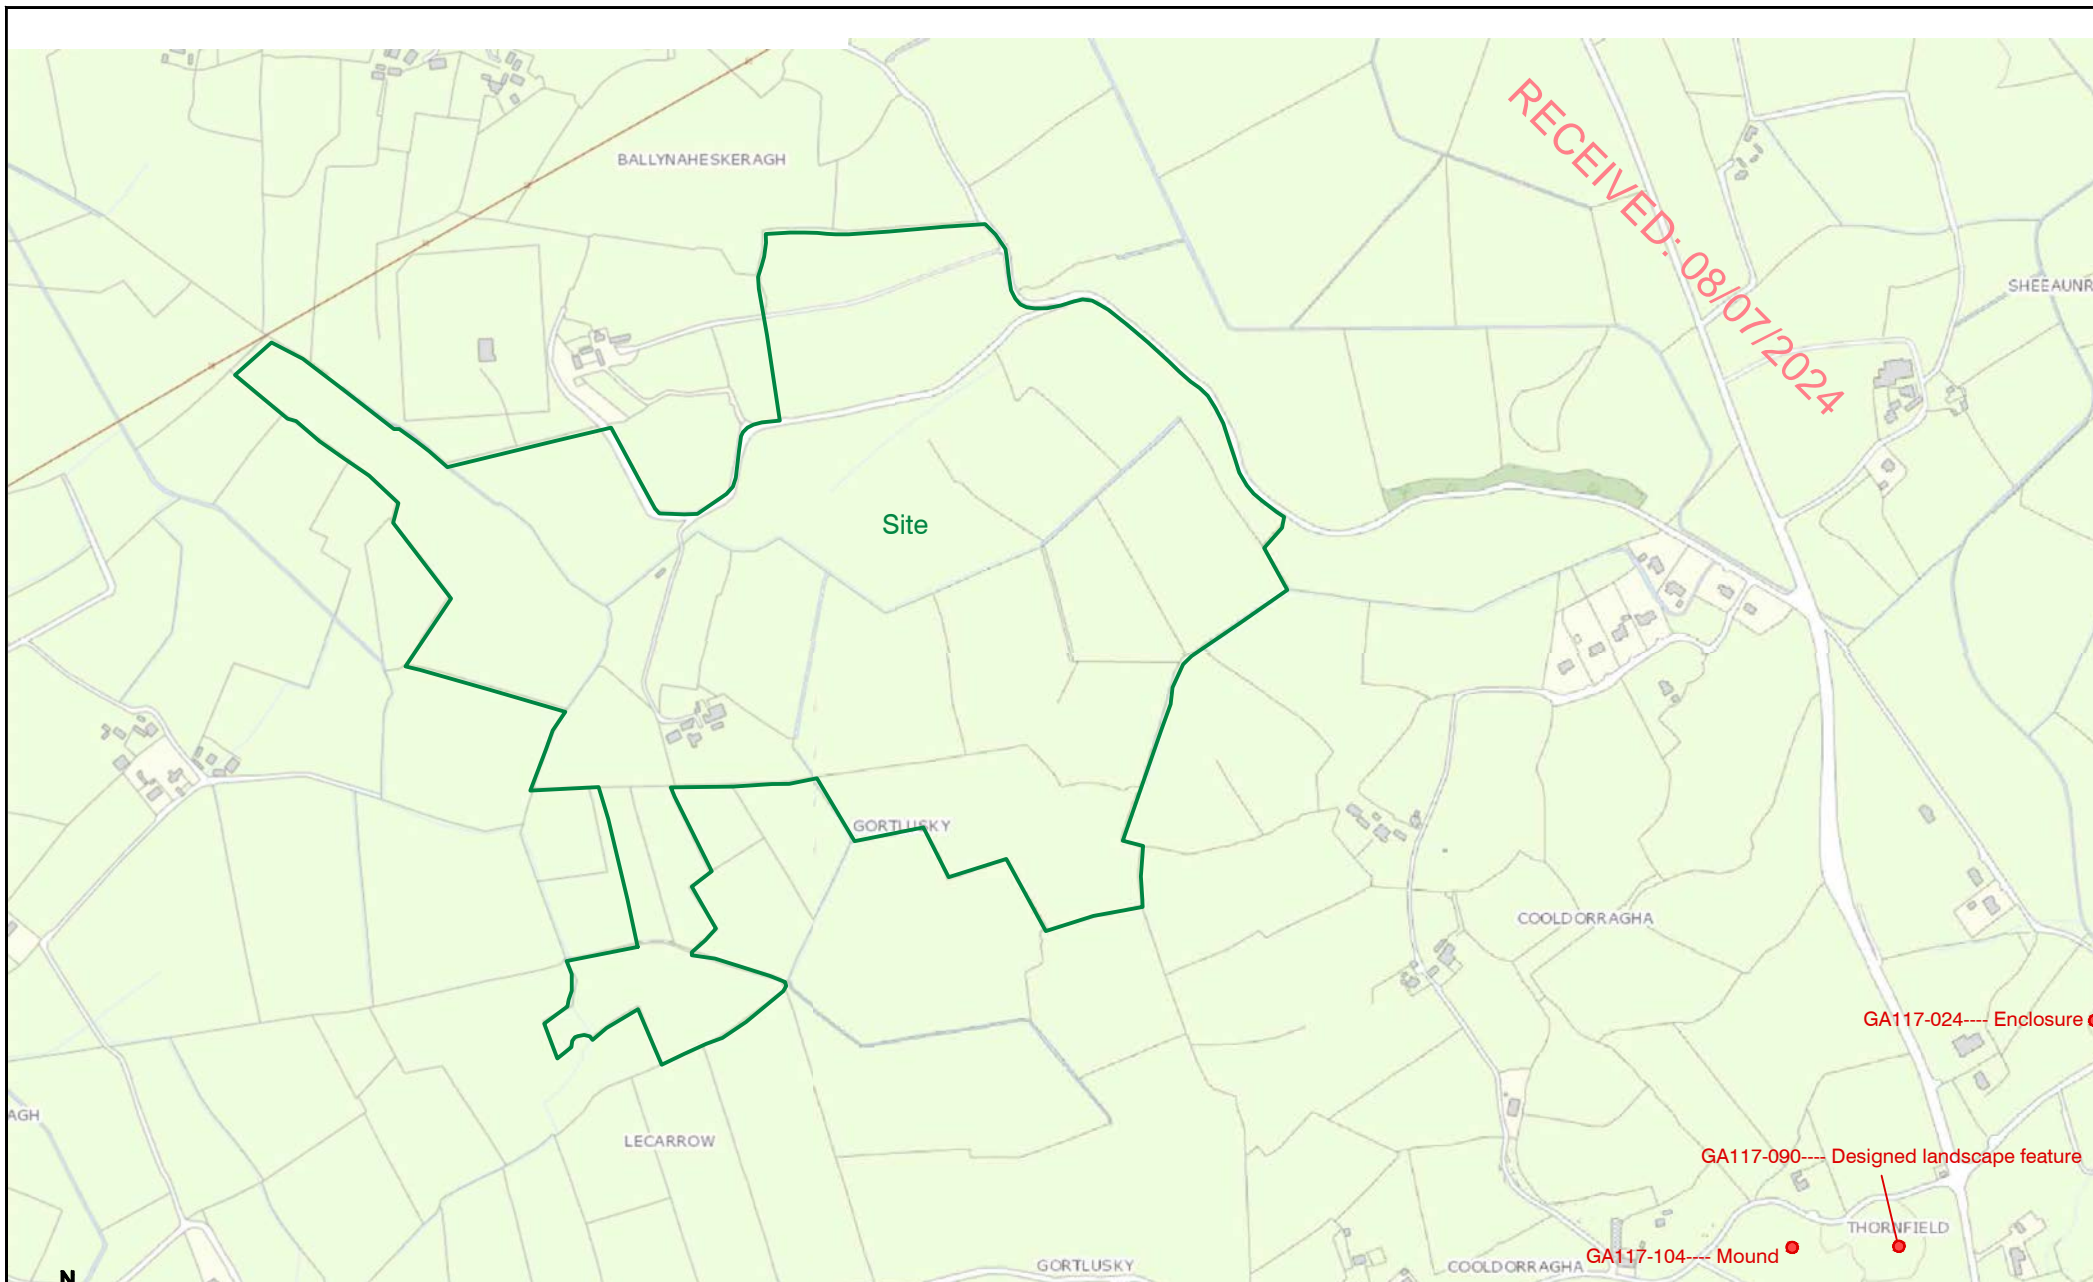 BALLYNAHESKERAGH
RECEIVED: 08/07/2024
SHEEAUNR
Site
GORTLUSKY
COOLDORRAGHA
GA117-024---- Enclosure
AGH
LECARROW
GA117-090---- Designed landscape feature
THORNFIELD
GA117-104---- Mound
GORTLUSKY
COOLDORRAGHA
N